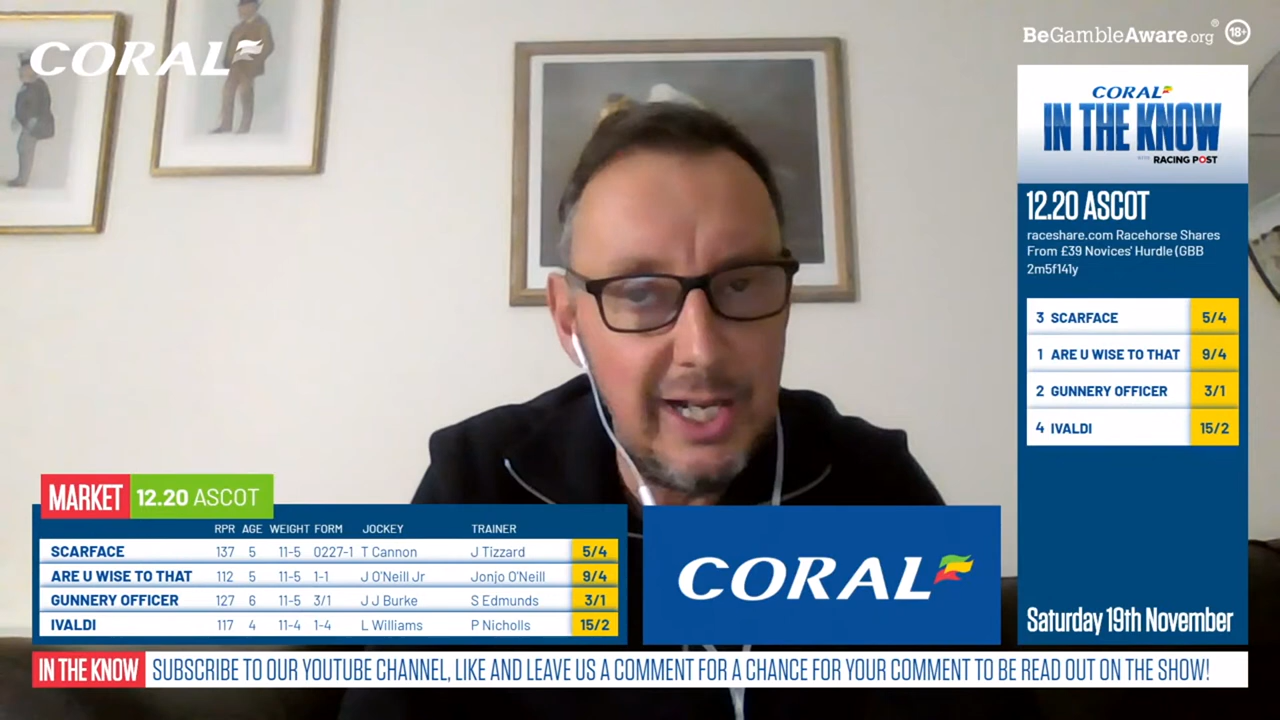 CORAL
BeGambleAware.org® 18+
CORAL
IN THE KNOW
WITH RACING POST
12.20 ASCOT
raceshare.com Racehorse Shares
From £39 Novices' Hurdle (GBB
2m5f141y
3 SCARFACE 5/4
1 ARE U WISE TO THAT 9/4
2 GUNNERY OFFICER 3/1
4 IVALDI 15/2
Saturday 19th November
MARKET 12.20 ASCOT
RPR AGE WEIGHT FORM JOCKEY TRAINER
SCARFACE 137 5 11-5 0227-1 T Cannon J Tizzard 5/4
ARE U WISE TO THAT 112 5 11-5 1-1 J O'Neill Jr Jonjo O'Neill 9/4
GUNNERY OFFICER 127 6 11-5 3/1 J J Burke S Edmunds 3/1
IVALDI 117 4 11-4 1-4 L Williams P Nicholls 15/2
CORAL
IN THE KNOW SUBSCRIBE TO OUR YOUTUBE CHANNEL, LIKE AND LEAVE US A COMMENT FOR A CHANCE FOR YOUR COMMENT TO BE READ OUT ON THE SHOW!